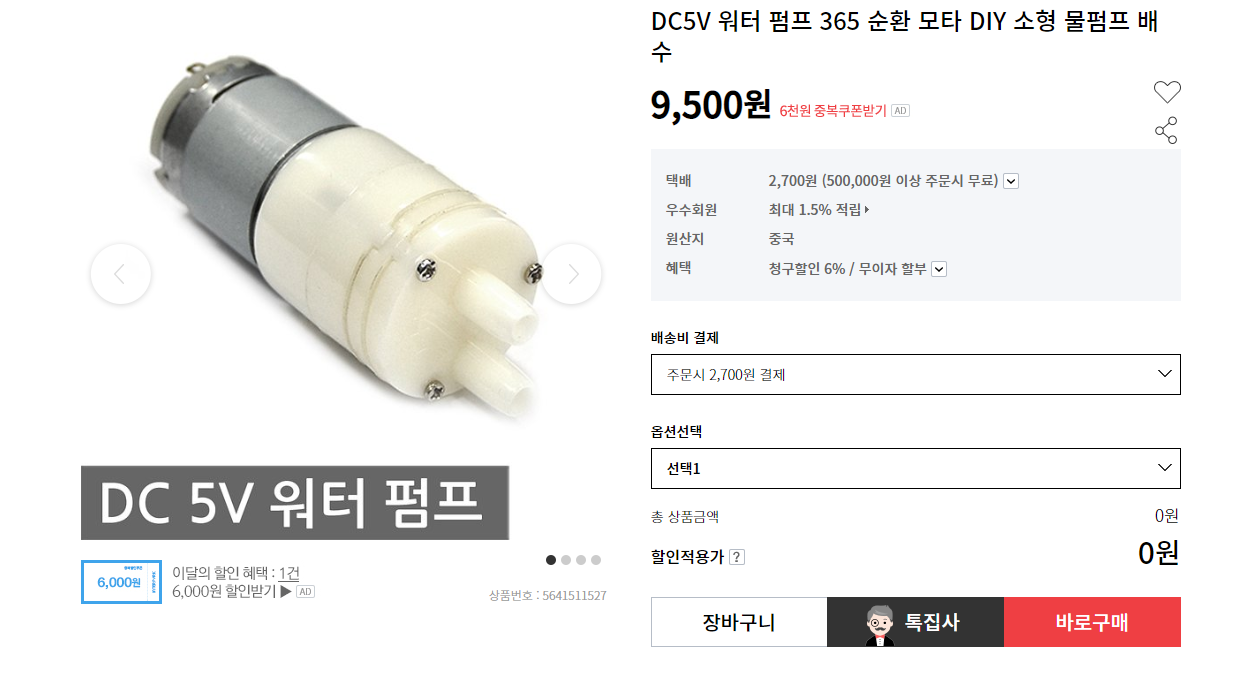 DC5V 워터 펌프 365 순환 모타 DIY 소형 물펌프 배
수
9,500원 6천원 중복쿠폰받기 AD
택배 2,700원 (500,000원 이상 주문시 무료)
우수회원 최대 1.5% 적립
원산지 중국
혜택 청구할인 6% / 무이자 할부
배송비 결제
주문시 2,700원 결제
옵션선택
선택1
총 상품금액 0원
할인적용가 ? 0원
장바구니 톡집사 바로구매
DC 5V 워터 펌프
6,000원
이달의 할인 혜택 : 1건
6,000원 할인받기 ▶ AD
상품번호 : 5641511527